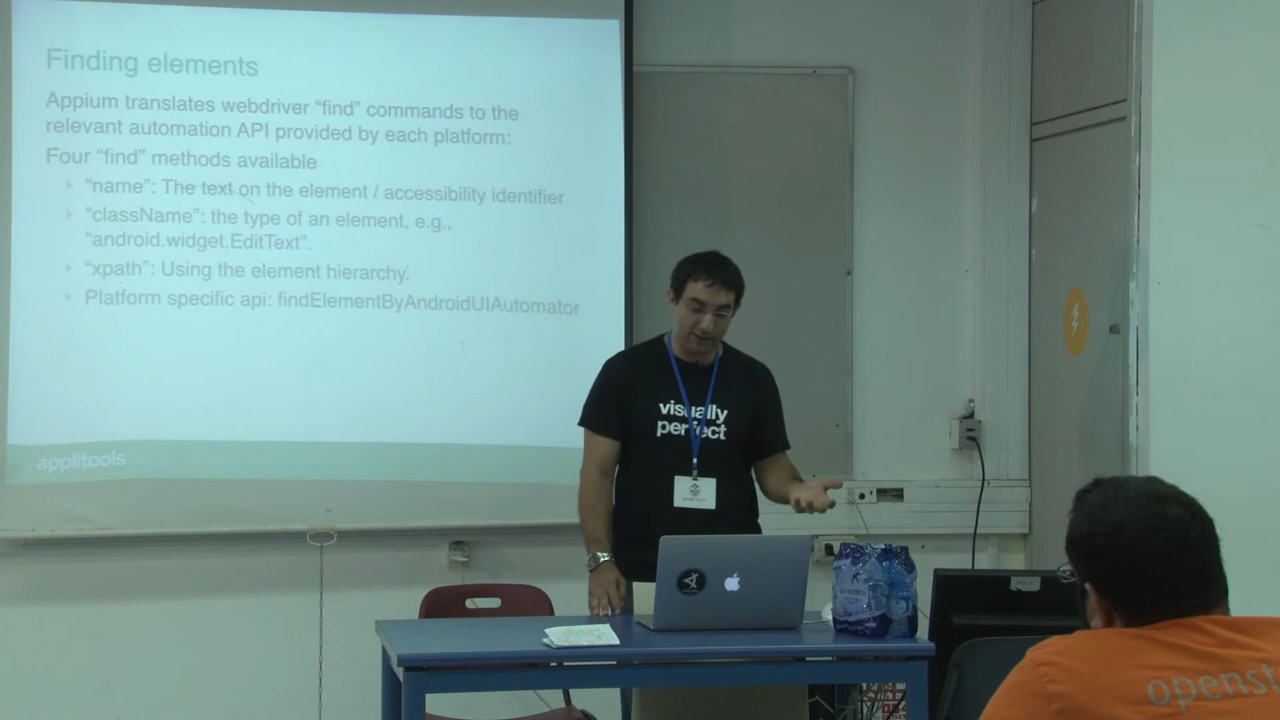 Finding elements
Appium translates webdriver “find” commands to the
relevant automation API provided by each platform:
Four “find” methods available
“name”: The text on the element / accessibility identifier
“className”: the type of an element, e.g.,
“android.widget.EditText”.
“xpath”: Using the element hierarchy.
Platform specific api: findElementByAndroidUIAutomator
applitools
visually
perfect
openst